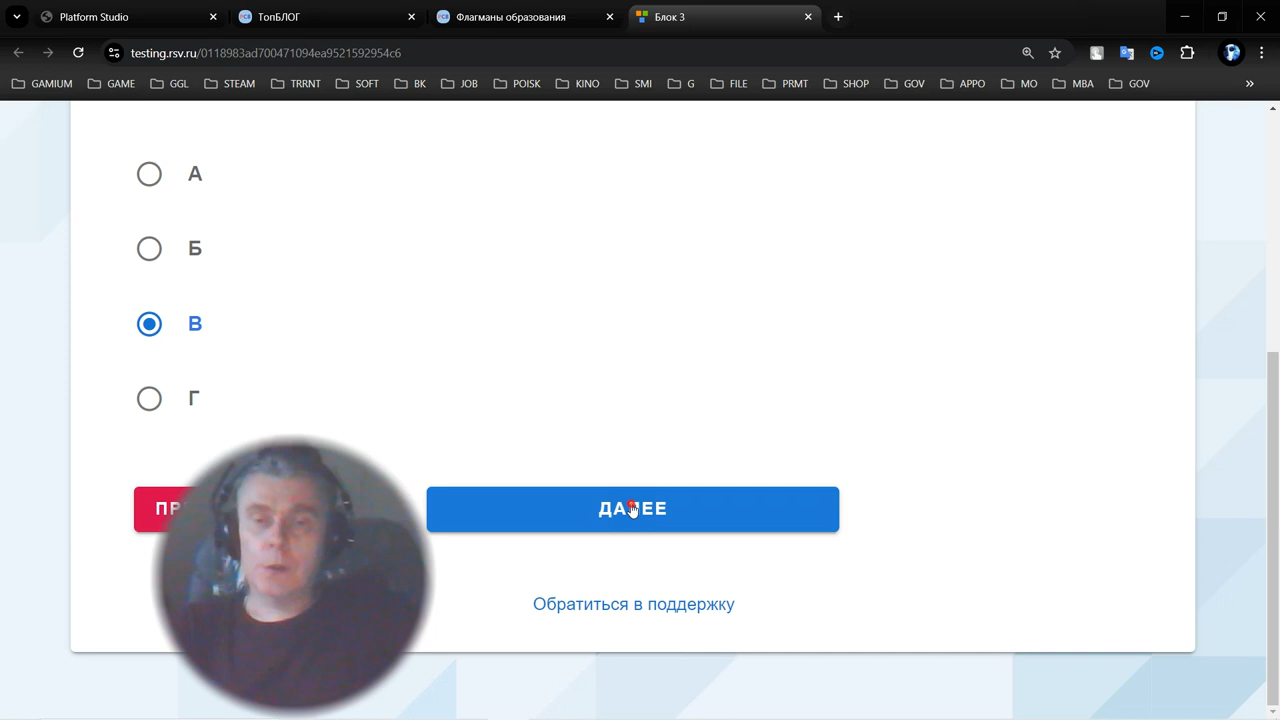 Platform Studio
ТопБЛОГ
Флагманы образования
Блок 3
testing.rsv.ru/0118983ad700471094ea9521592954c6
GAMIUM
GAME
GGL
STEAM
TRRNT
SOFT
BK
JOB
POISK
KINO
SMI
G
FILE
PRMT
SHOP
GOV
APPO
MO
MBA
GOV
А
Б
В
Г
ДАЛЕЕ
Обратиться в поддержку